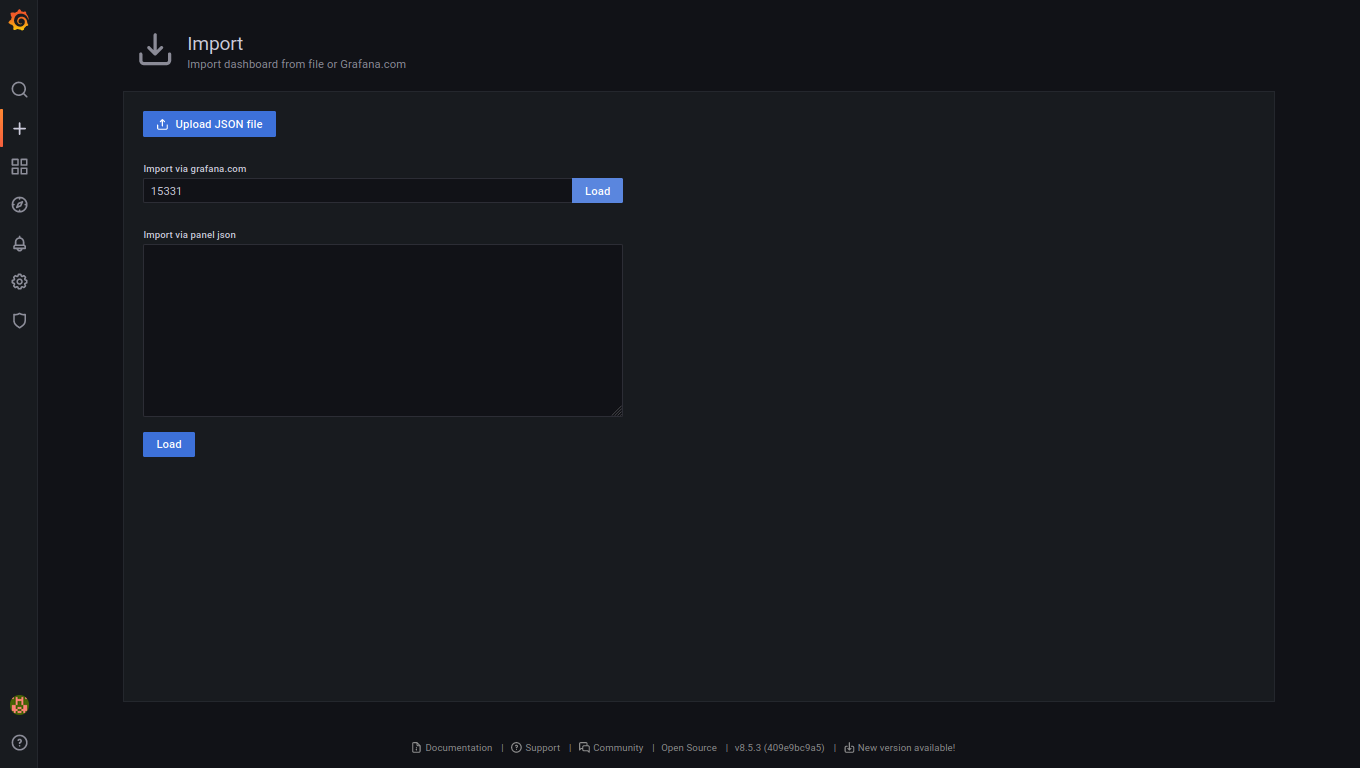 Import
Import dashboard from file or Grafana.com
Upload JSON file
Import via grafana.com
15331 Load
Import via panel json
Load
Documentation | Support | Community | Open Source | v8.5.3 (409e9bc9a5) | New version available!